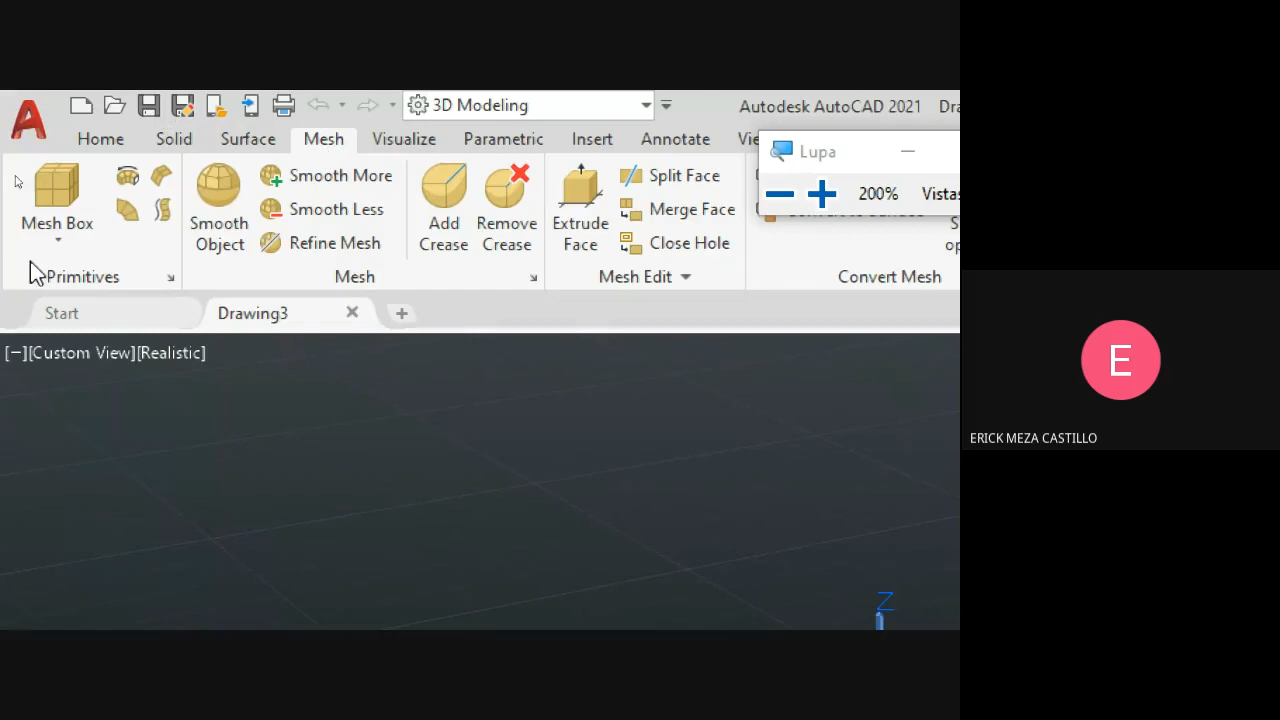 3D Modeling
Autodesk AutoCAD 2021
Home Solid Surface Mesh Visualize Parametric Insert Annotate
Lupa
200% Vistas
Mesh Box
Smooth Object
Smooth More
Smooth Less
Refine Mesh
Add Crease
Remove Crease
Extrude Face
Split Face
Merge Face
Close Hole
Primitives
Mesh
Mesh Edit
Convert Mesh
Start
Drawing3
[−][Custom View][Realistic]
Z
E
ERICK MEZA CASTILLO